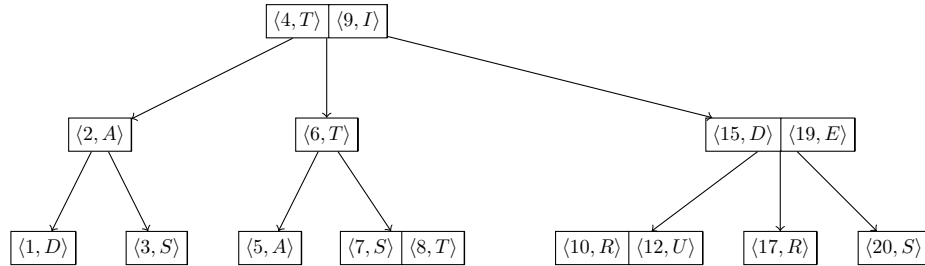 ⟨4, T⟩ ⟨9, I⟩
⟨2, A⟩ ⟨6, T⟩ ⟨15, D⟩ ⟨19, E⟩
⟨1, D⟩ ⟨3, S⟩ ⟨5, A⟩ ⟨7, S⟩ ⟨8, T⟩ ⟨10, R⟩ ⟨12, U⟩ ⟨17, R⟩ ⟨20, S⟩